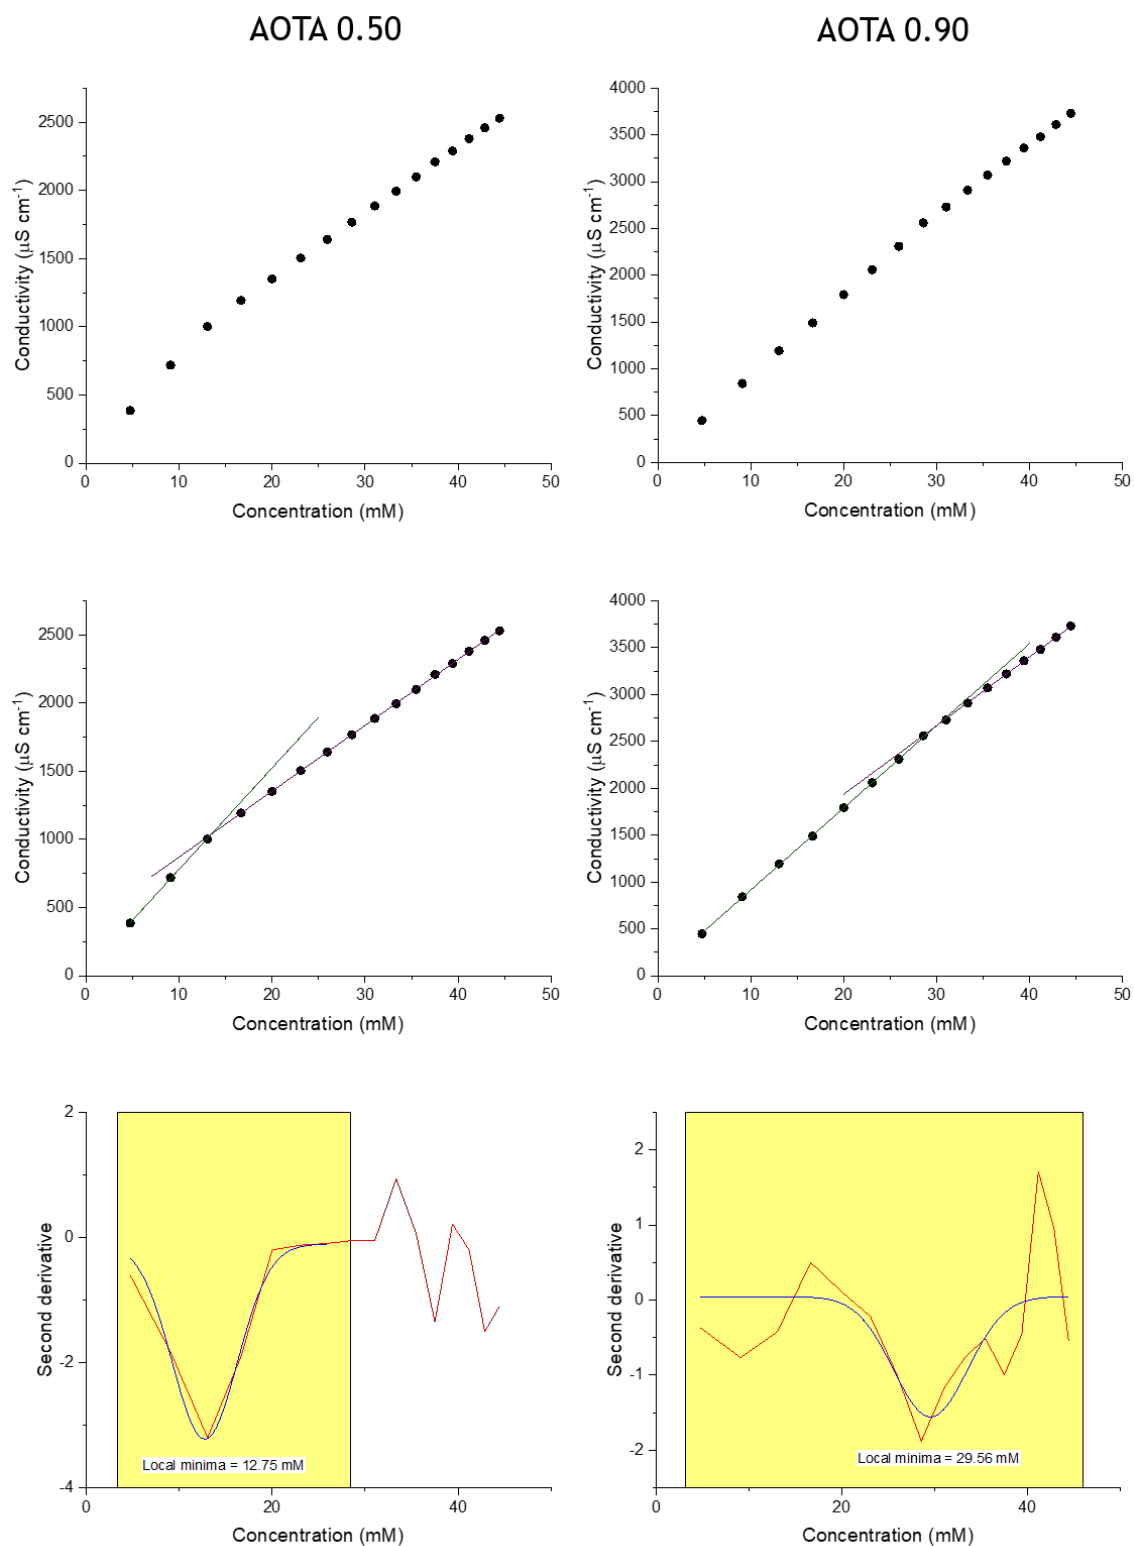 AOTA 0.50
AOTA 0.90
2500
2000
1500
1000
500
0
Conductivity (μS cm⁻¹)
0 10 20 30 40 50
Concentration (mM)
4000
3500
3000
2500
2000
1500
1000
500
0
Conductivity (μS cm⁻¹)
0 10 20 30 40 50
Concentration (mM)
2500
2000
1500
1000
500
0
Conductivity (μS cm⁻¹)
0 10 20 30 40 50
Concentration (mM)
4000
3500
3000
2500
2000
1500
1000
500
0
Conductivity (μS cm⁻¹)
0 10 20 30 40 50
Concentration (mM)
2
0
-2
-4
Second derivative
Local minima = 12.75 mM
0 20 40
Concentration (mM)
2
1
0
-1
-2
Second derivative
Local minima = 29.56 mM
0 20 40
Concentration (mM)